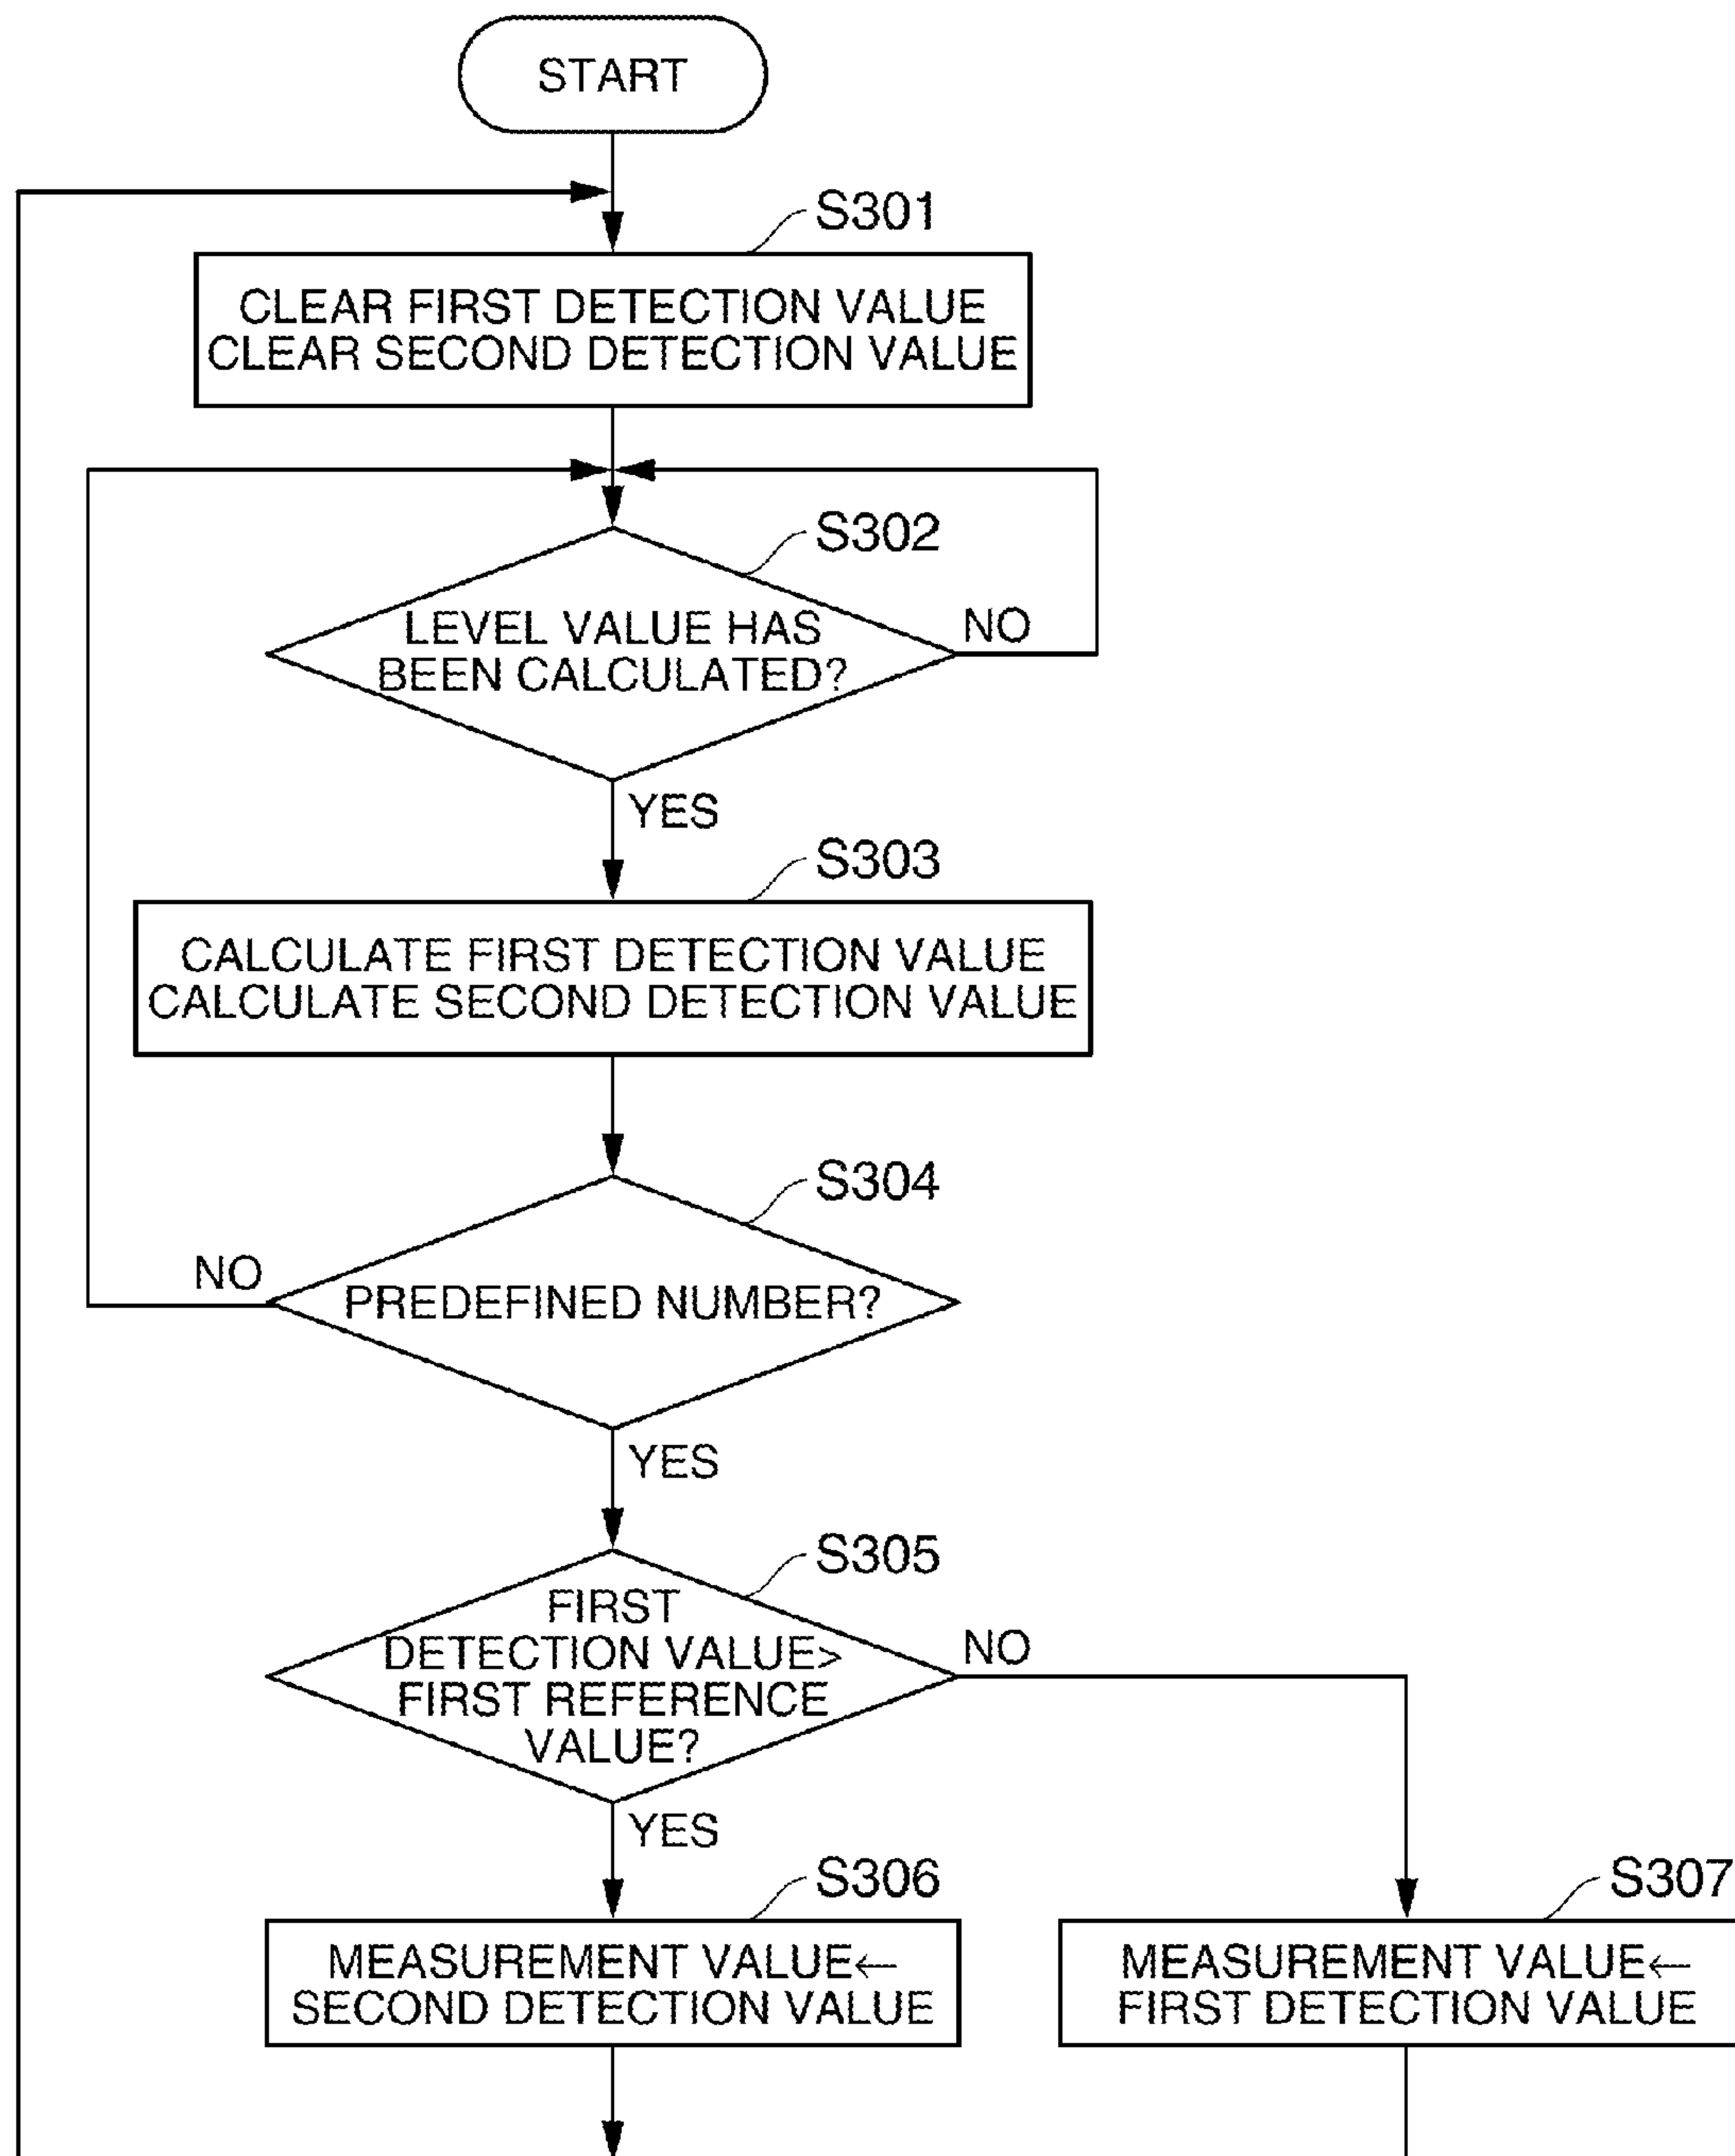 START
S301
CLEAR FIRST DETECTION VALUE
CLEAR SECOND DETECTION VALUE
S302
LEVEL VALUE HAS
BEEN CALCULATED?
NO
YES
S303
CALCULATE FIRST DETECTION VALUE
CALCULATE SECOND DETECTION VALUE
S304
NO
PREDEFINED NUMBER?
YES
S305
FIRST
DETECTION VALUE>
FIRST REFERENCE
VALUE?
NO
YES
S306
MEASUREMENT VALUE←
SECOND DETECTION VALUE
S307
MEASUREMENT VALUE←
FIRST DETECTION VALUE